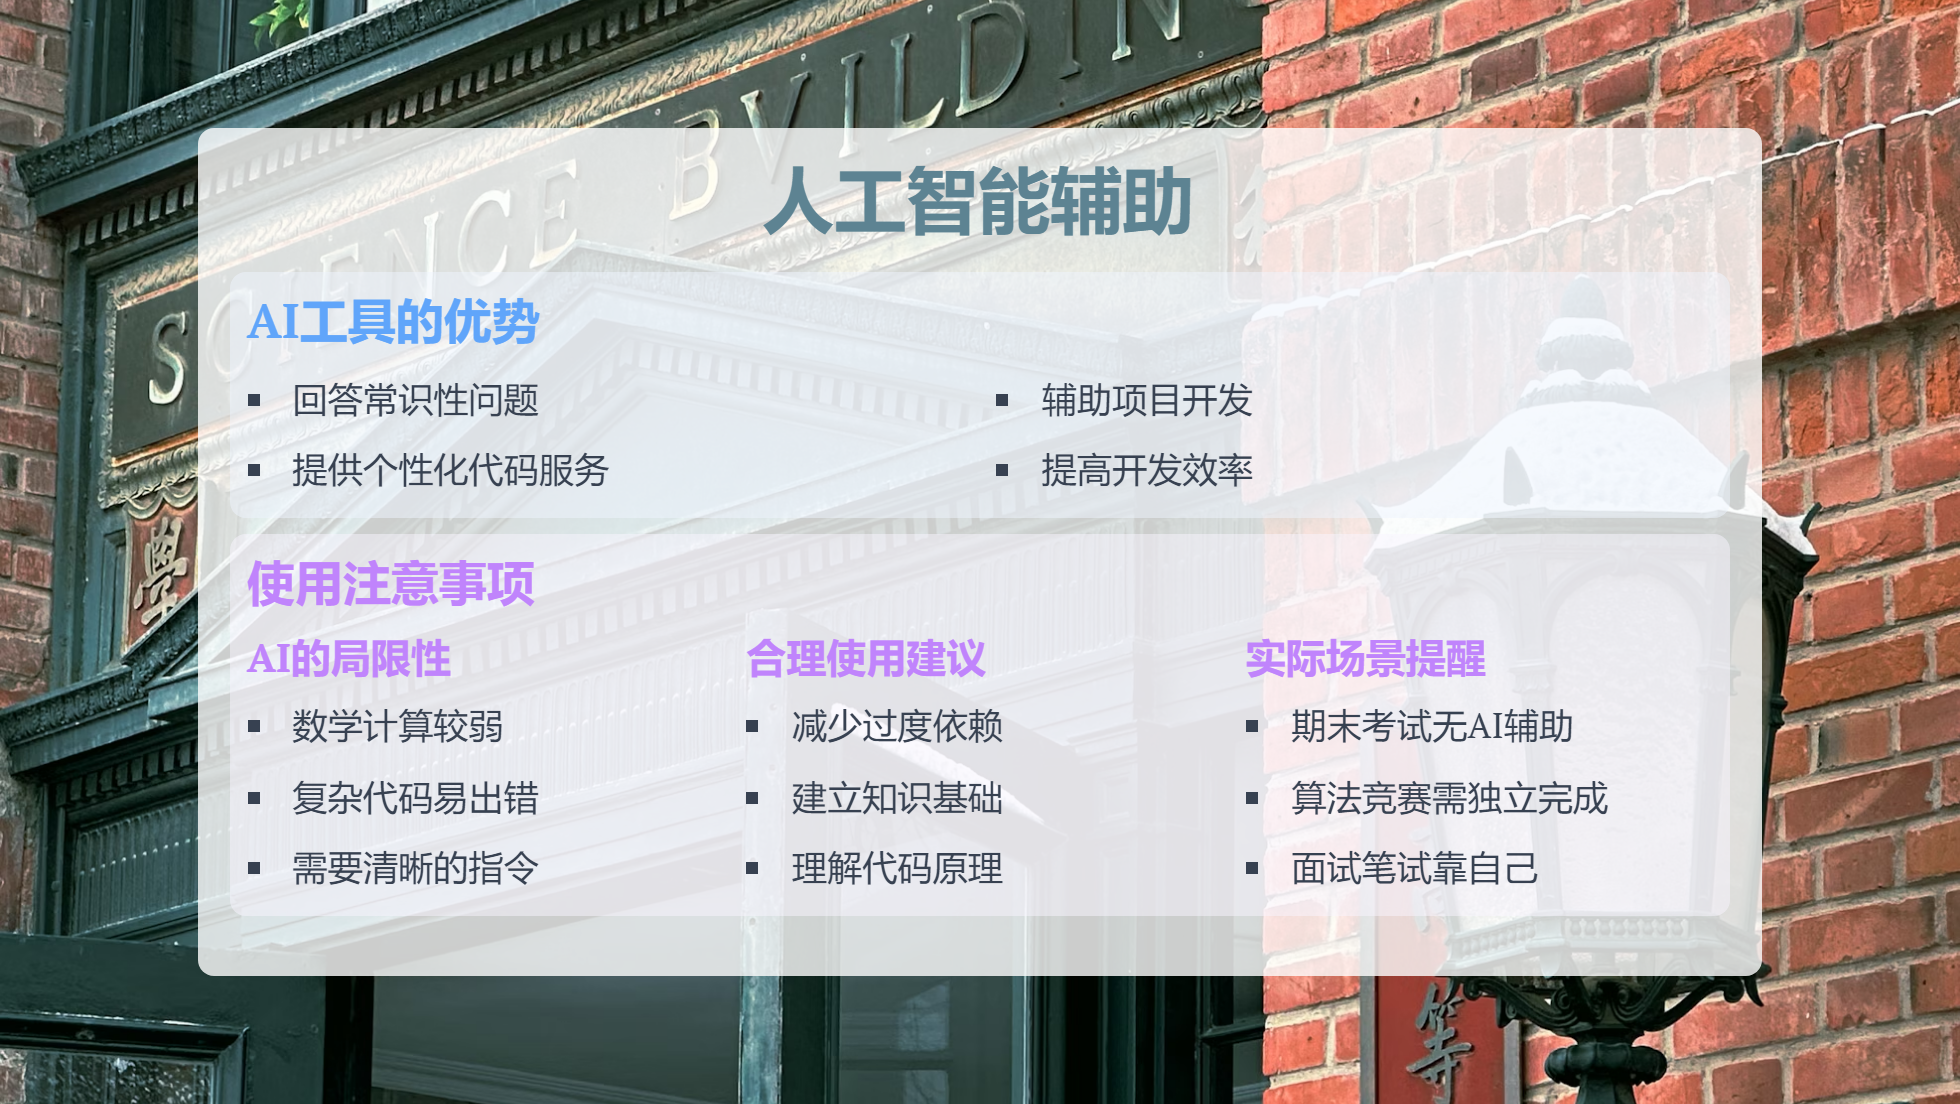 SCIENCE BVILDIN
人工智能辅助
AI工具的优势
回答常识性问题
辅助项目开发
提供个性化代码服务
提高开发效率
學
使用注意事项
AI的局限性
数学计算较弱
复杂代码易出错
需要清晰的指令
合理使用建议
减少过度依赖
建立知识基础
理解代码原理
实际场景提醒
期末考试无AI辅助
算法竞赛需独立完成
面试笔试靠自己
等